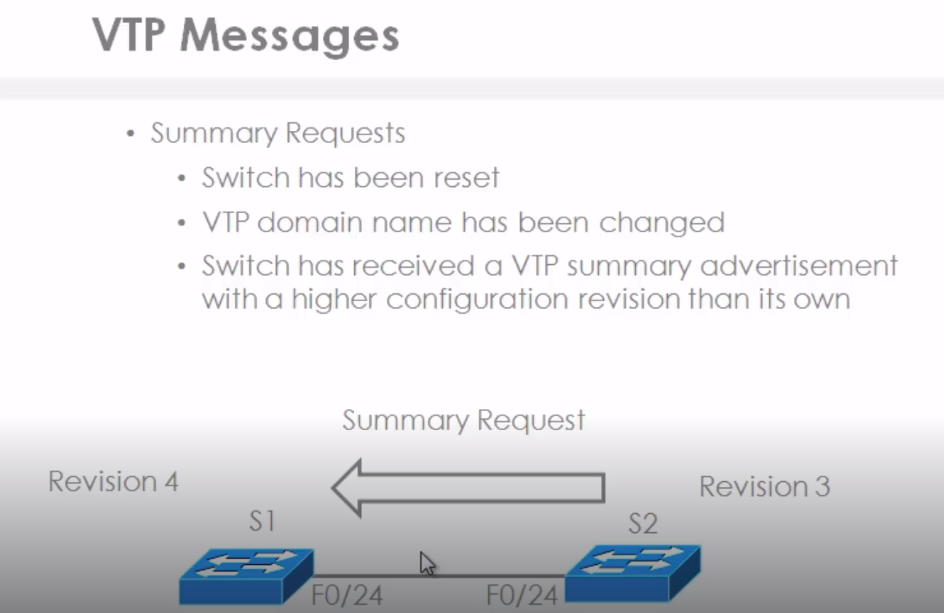 VTP Messages
• Summary Requests
• Switch has been reset
• VTP domain name has been changed
• Switch has received a VTP summary advertisement
with a higher configuration revision than its own
Summary Request
Revision 4
Revision 3
S1
S2
F0/24
F0/24